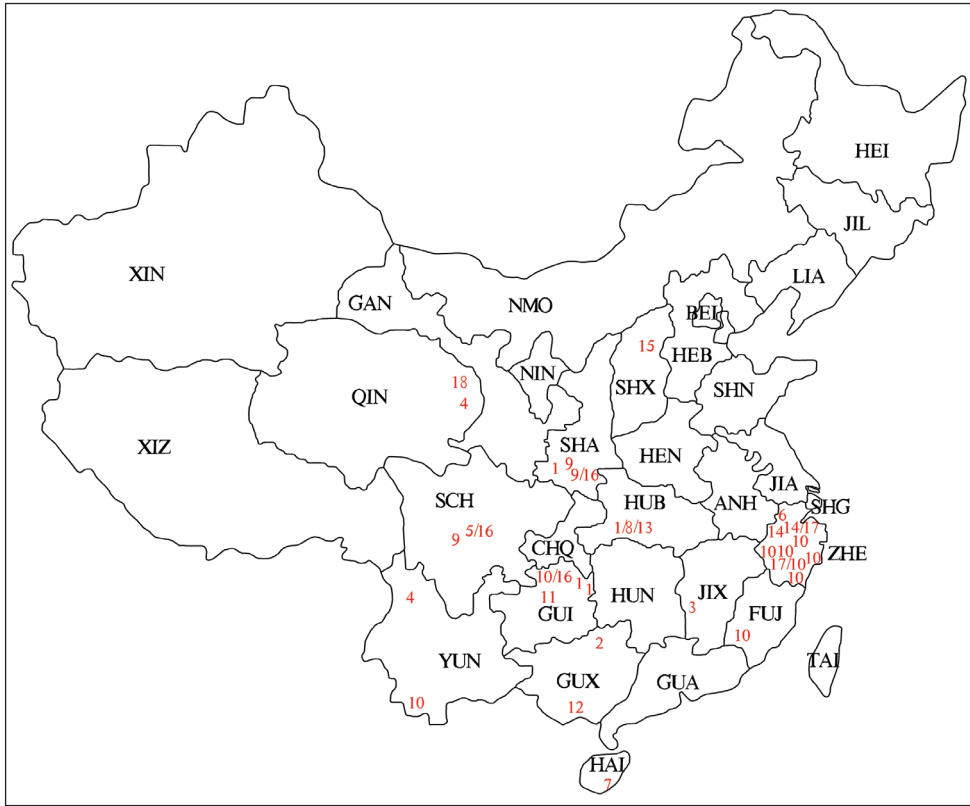 HEI
JIL
XIN
LIA
GAN
NMO
BEI
15
HEB
NIN
18
QIN
4
SHX
SHN
XIZ
SHA
1 9
9/16
HEN
JIA
SCH
HUB
ANH
SHG
5/16
9
1/8/13
6
14 14/17
10
CHQ
ZHE
10 10 10
17/10
10
10/16 1
1
11
GUI
4
HUN
JIX
3
FUJ
10
2
YUN
TAI
GUX
GUA
10
12
HAI
7